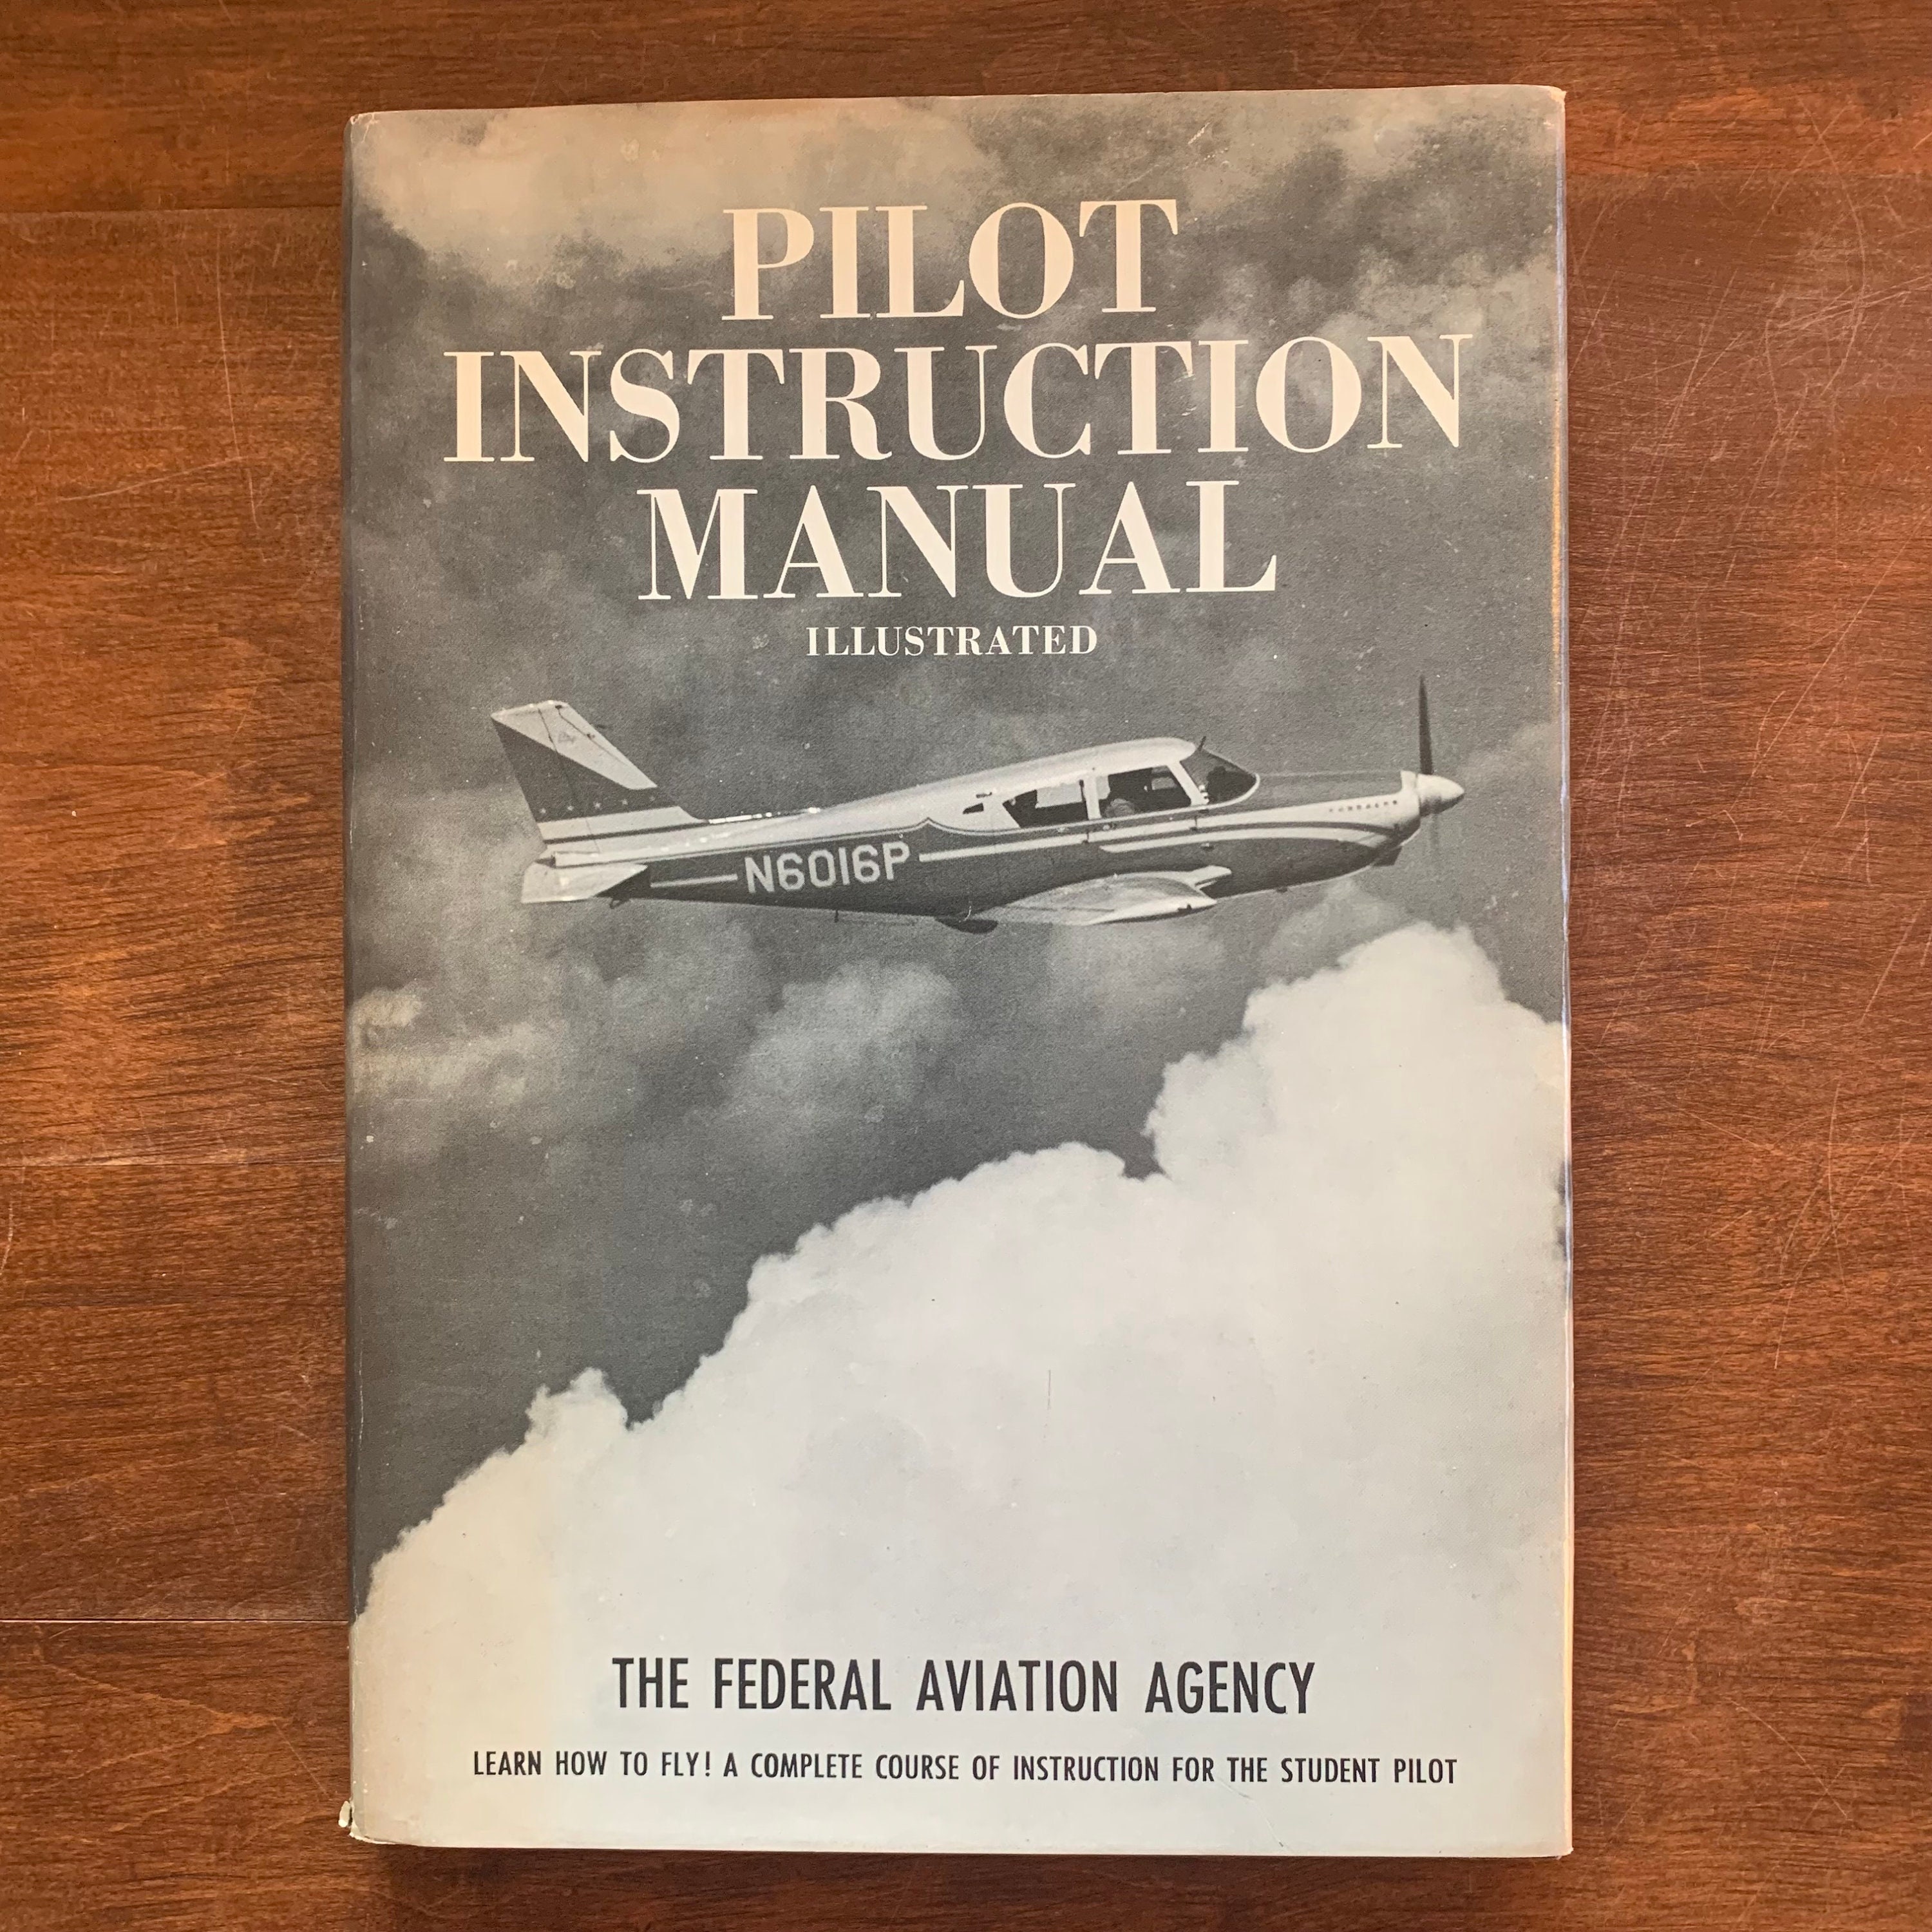 PILOT
INSTRUCTION
MANUAL
ILLUSTRATED
N6016P
THE FEDERAL AVIATION AGENCY
LEARN HOW TO FLY! A COMPLETE COURSE OF INSTRUCTION FOR THE STUDENT PILOT